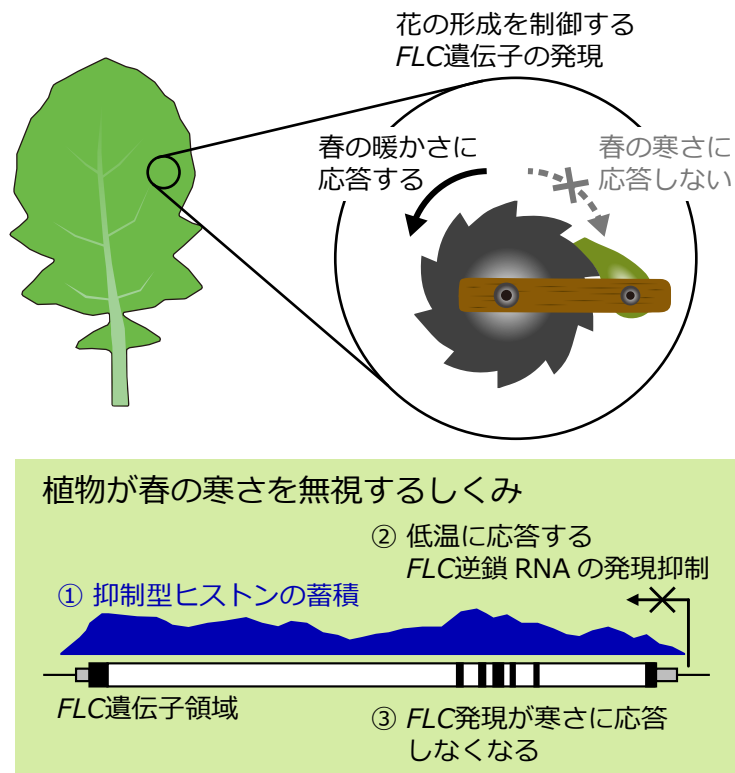 花の形成を制御する
FLC遺伝子の発現
春の暖かさに
応答する
春の寒さに
応答しない
植物が春の寒さを無視するしくみ
② 低温に応答する
FLC逆鎖 RNA の発現抑制
① 抑制型ヒストンの蓄積
FLC遺伝子領域
③ FLC発現が寒さに応答
しなくなる